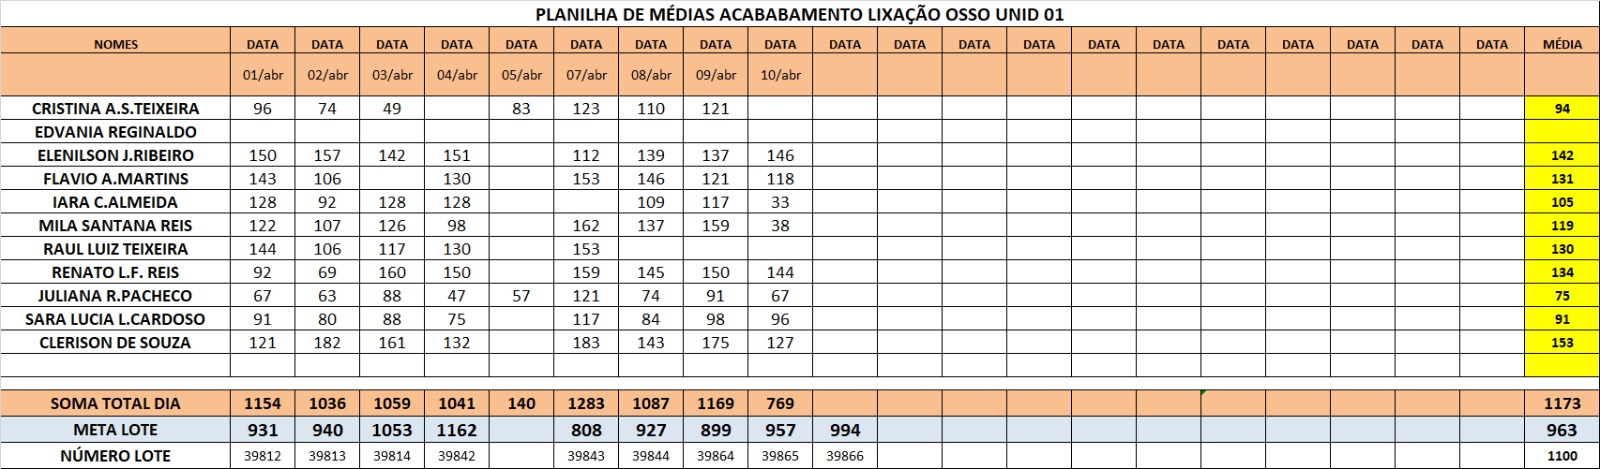 PLANILHA DE MÉDIAS ACABABAMENTO LIXAÇÃO OSSO UNID 01
NOMES DATA DATA DATA DATA DATA DATA DATA DATA DATA DATA DATA DATA DATA DATA DATA DATA DATA DATA DATA DATA MÉDIA
01/abr 02/abr 03/abr 04/abr 05/abr 07/abr 08/abr 09/abr 10/abr
CRISTINA A.S.TEIXEIRA 96 74 49 83 123 110 121 94
EDVANIA REGINALDO
ELENILSON J.RIBEIRO 150 157 142 151 112 139 137 146 142
FLAVIO A.MARTINS 143 106 130 153 146 121 118 131
IARA C.ALMEIDA 128 92 128 128 109 117 33 105
MILA SANTANA REIS 122 107 126 98 162 137 159 38 119
RAUL LUIZ TEIXEIRA 144 106 117 130 153 130
RENATO L.F. REIS 92 69 160 150 159 145 150 144 134
JULIANA R.PACHECO 67 63 88 47 57 121 74 91 67 75
SARA LUCIA L.CARDOSO 91 80 88 75 117 84 98 96 91
CLERISON DE SOUZA 121 182 161 132 183 143 175 127 153
SOMA TOTAL DIA 1154 1036 1059 1041 140 1283 1087 1169 769 1173
META LOTE 931 940 1053 1162 808 927 899 957 994 963
NÚMERO LOTE 39812 39813 39814 39842 39843 39844 39864 39865 39866 1100